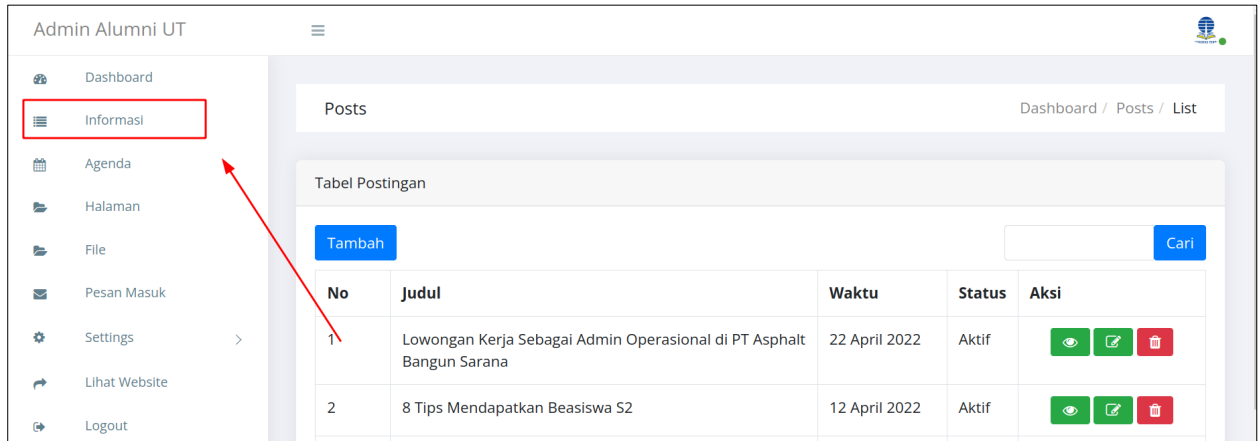 Admin Alumni UT
Dashboard
Informasi
Agenda
Halaman
File
Pesan Masuk
Settings
Lihat Website
Logout
Posts
Dashboard / Posts / List
Tabel Postingan
Tambah
Cari
No Judul Waktu Status Aksi
1 Lowongan Kerja Sebagai Admin Operasional di PT Asphalt 22 April 2022 Aktif
Bangun Sarana
2 8 Tips Mendapatkan Beasiswa S2 12 April 2022 Aktif